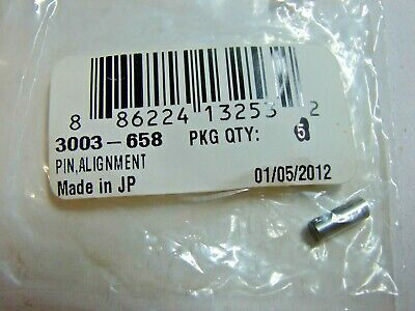 8 86224 13253 2
3003-658 PKG QTY: 5
PIN,ALIGNMENT
Made in JP 01/05/2012